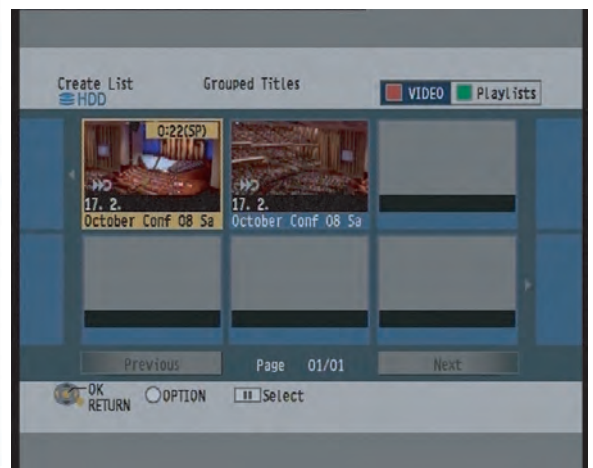 Create List
Grouped Titles
HDD
VIDEO
Playlists
0:22(SP)
17. 2.
October Conf 08 Sa
17. 2.
October Conf 08 Sa
Previous
Page 01/01
Next
OK
RETURN
OPTION
Select